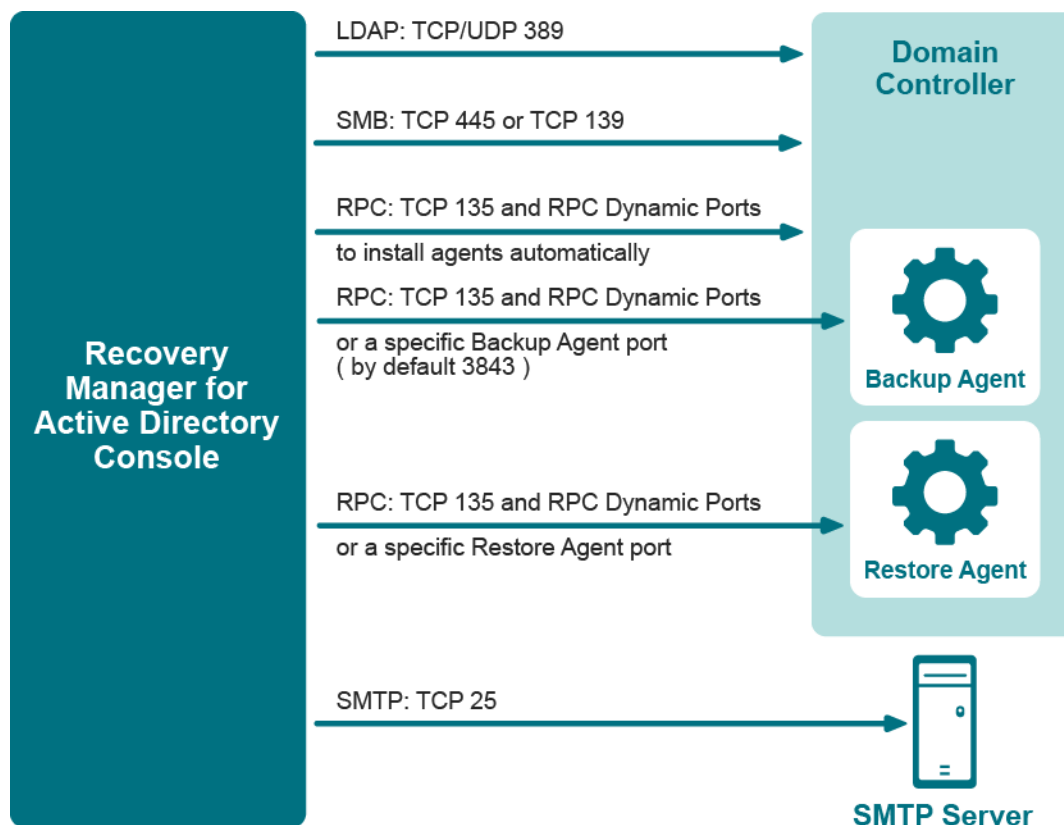 Recovery
Manager for
Active Directory
Console
LDAP: TCP/UDP 389
SMB: TCP 445 or TCP 139
RPC: TCP 135 and RPC Dynamic Ports
to install agents automatically
RPC: TCP 135 and RPC Dynamic Ports
or a specific Backup Agent port
( by default 3843 )
RPC: TCP 135 and RPC Dynamic Ports
or a specific Restore Agent port
SMTP: TCP 25
Domain
Controller
Backup Agent
Restore Agent
SMTP Server